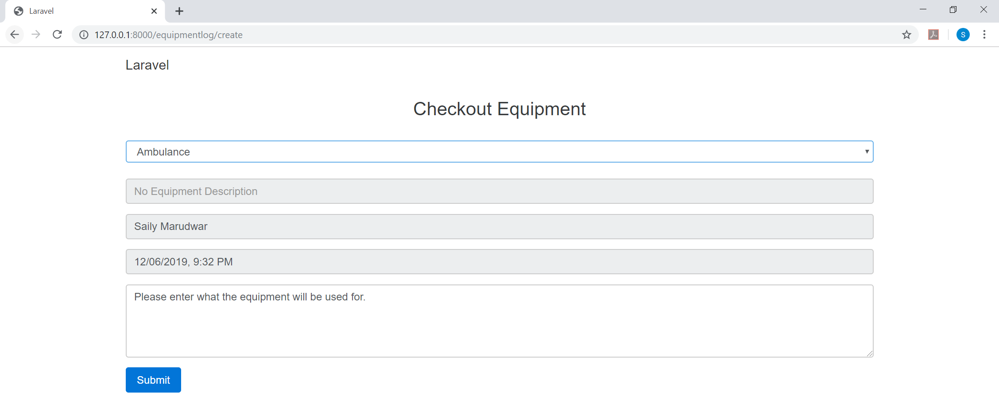 Laravel
127.0.0.1:8000/equipmentlog/create
S
Laravel
Checkout Equipment
Ambulance
No Equipment Description
Saily Marudwar
12/06/2019, 9:32 PM
Please enter what the equipment will be used for.
Submit